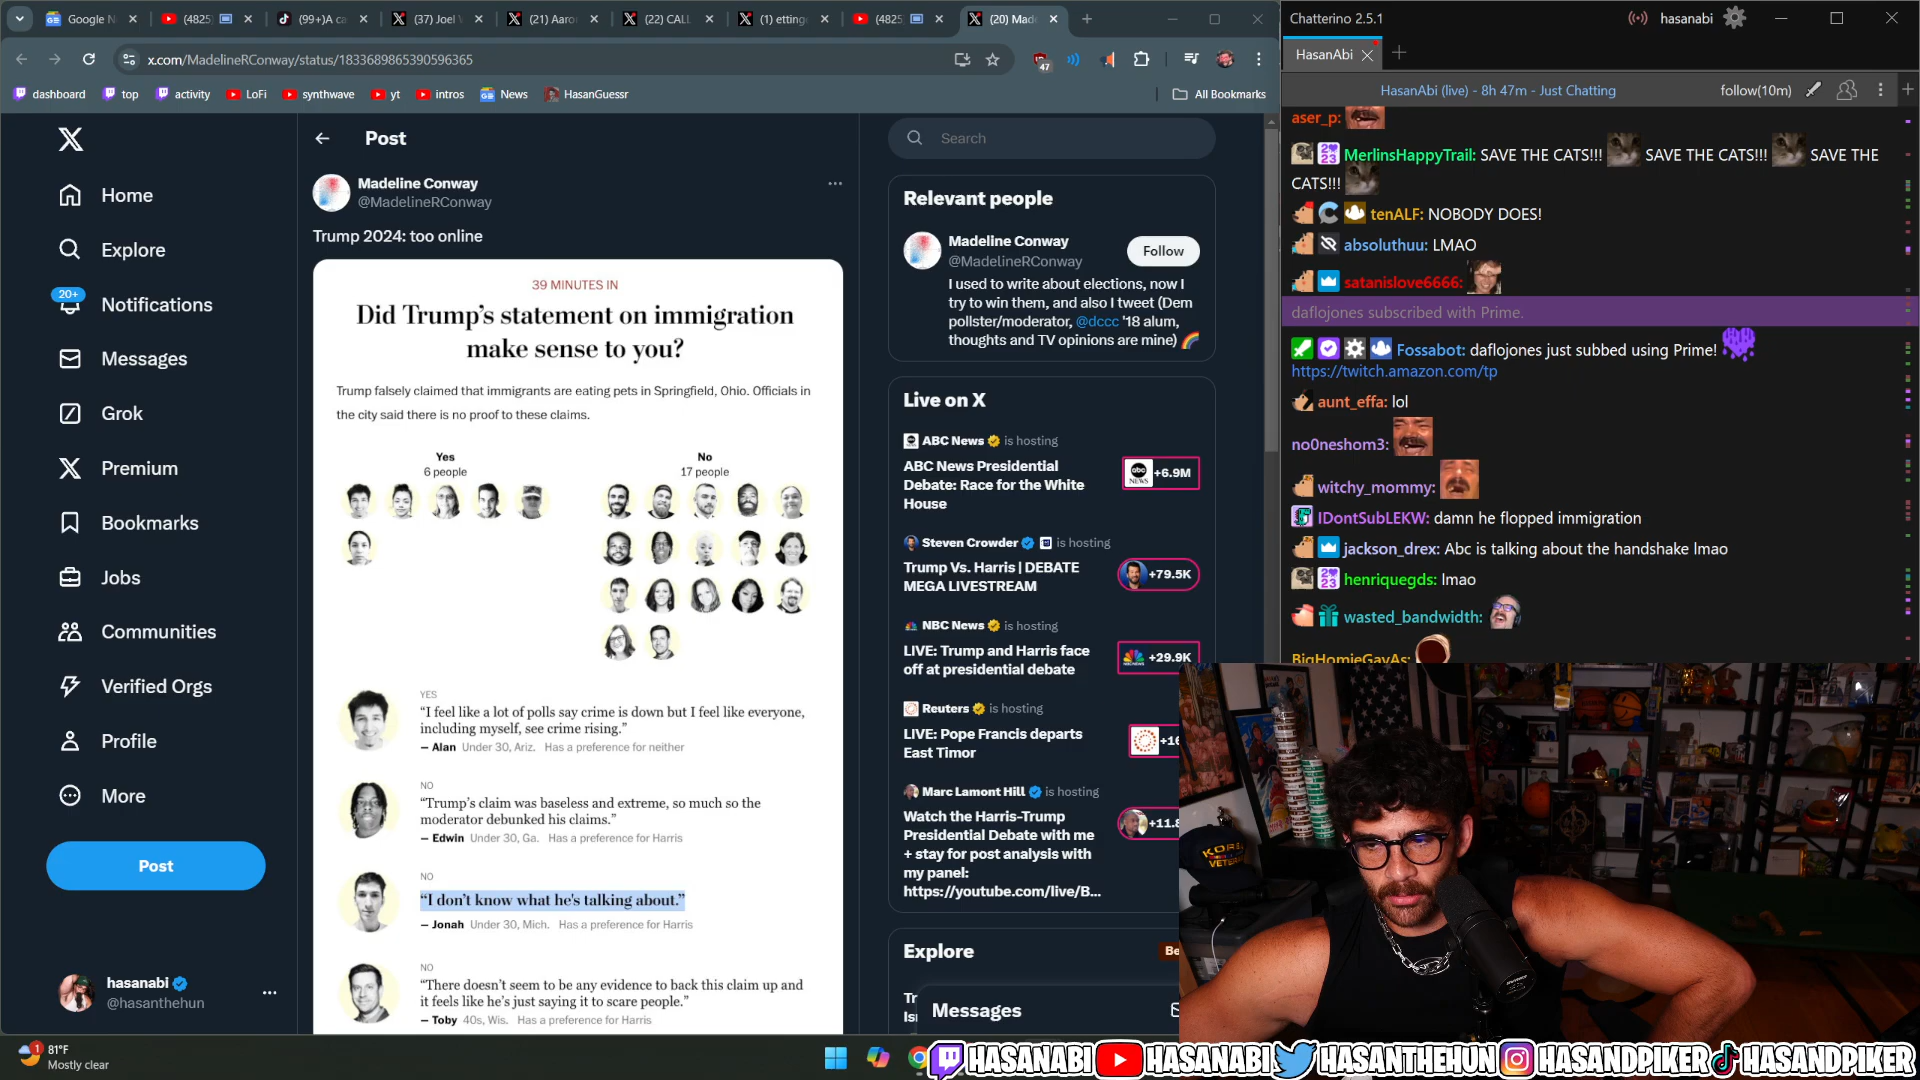 Google N
(4825
(99+)A ca
(37) Joel W
(21) Aaro
(22) CALL
(1) etting
(4825
(20) Made
x.com/MadelineRConway/status/1833689865390596365
47
dashboard
top
activity
LoFi
synthwave
yt
intros
News
HasanGuessr
All Bookmarks
Home
Explore
20+
Notifications
Messages
Grok
Premium
Bookmarks
Jobs
Communities
Verified Orgs
Profile
More
Post
hasanabi
@hasanthehun
Post
Madeline Conway
@MadelineRConway
Trump 2024: too online
39 MINUTES IN
Did Trump's statement on immigration
make sense to you?
Trump falsely claimed that immigrants are eating pets in Springfield, Ohio. Officials in
the city said there is no proof to these claims.
Yes
6 people
No
17 people
YES
“I feel like a lot of polls say crime is down but I feel like everyone,
including myself, see crime rising.”
— Alan Under 30, Ariz. Has a preference for neither
NO
“Trump's claim was baseless and extreme, so much so the
moderator debunked his claims.”
— Edwin Under 30, Ga. Has a preference for Harris
NO
“I don't know what he's talking about.”
— Jonah Under 30, Mich. Has a preference for Harris
NO
“There doesn't seem to be any evidence to back this claim up and
it feels like he's just saying it to scare people.”
— Toby 40s, Wis. Has a preference for Harris
Search
Relevant people
Madeline Conway
@MadelineRConway
Follow
I used to write about elections, now I
try to win them, and also I tweet (Dem
pollster/moderator, @dccc '18 alum,
thoughts and TV opinions are mine)
Live on X
ABC News is hosting
ABC News Presidential
Debate: Race for the White
House
abc
NEWS
+6.9M
Steven Crowder is hosting
Trump Vs. Harris | DEBATE
MEGA LIVESTREAM
+79.5K
NBC News is hosting
LIVE: Trump and Harris face
off at presidential debate
+29.9K
Reuters is hosting
LIVE: Pope Francis departs
East Timor
+16
Marc Lamont Hill is hosting
Watch the Harris-Trump
Presidential Debate with me
+ stay for post analysis with
my panel:
https://youtube.com/live/B...
+11.8
Explore
Be
Messages
Chatterino 2.5.1
hasanabi
HasanAbi
HasanAbi (live) - 8h 47m - Just Chatting
follow(10m)
aser_p:
MerlinsHappyTrail: SAVE THE CATS!!! SAVE THE CATS!!! SAVE THE
CATS!!!
tenALF: NOBODY DOES!
absoluthuu: LMAO
satanislove6666:
daflojones subscribed with Prime.
Fossabot: daflojones just subbed using Prime!
https://twitch.amazon.com/tp
aunt_effa: lol
no0neshom3:
witchy_mommy:
IDontSubLEKW: damn he flopped immigration
jackson_drex: Abc is talking about the handshake lmao
henriquegds: lmao
wasted_bandwidth:
BigHomieGayAs:
KOREA
VETERAN
1
81°F
Mostly clear
HASANABI
HASANABI
HASANTHEHUN
HASANDPIKER
HASANDPIKER